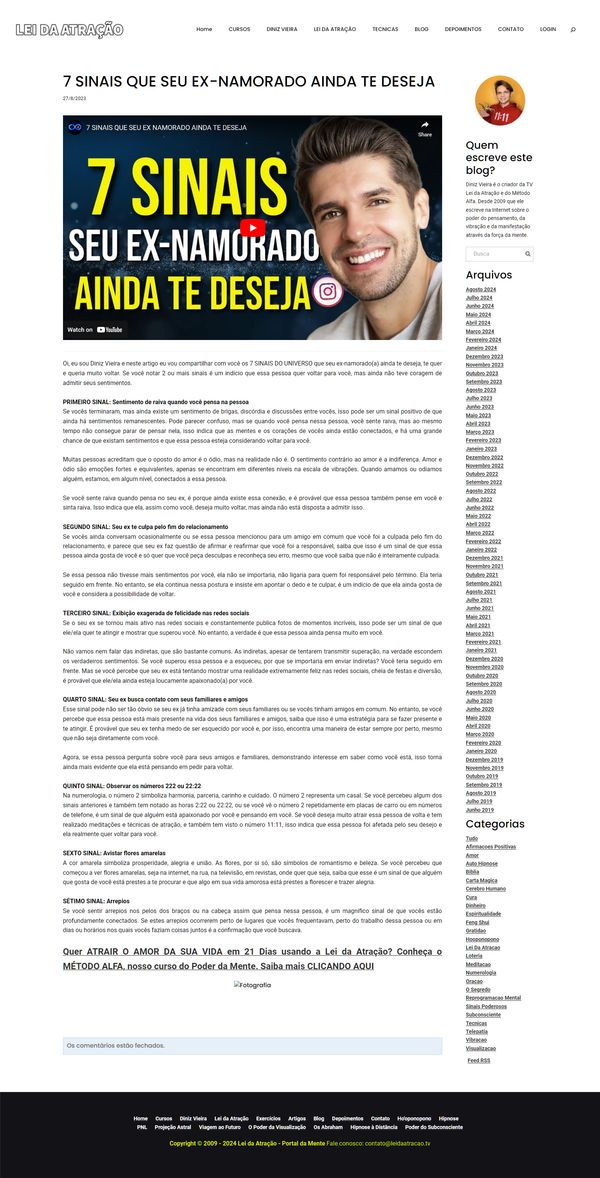 LEI DA ATRAÇÃO
Home CURSOS DINIZ VIEIRA LEI DA ATRAÇÃO TECNICAS BLOG DEPOIMENTOS CONTATO LOGIN
7 SINAIS QUE SEU EX-NAMORADO AINDA TE DESEJA
27/8/2023
7 SINAIS QUE SEU EX NAMORADO AINDA TE DESEJA
Share
7 SINAIS
SEU EX-NAMORADO
AINDA TE DESEJA
Watch on YouTube
Oi, eu sou Diniz Vieira e neste artigo eu vou compartilhar com você os 7 SINAIS DO UNIVERSO que seu ex-namorado(a) ainda te deseja, te quer
e queria muito voltar. Se você notar 2 ou mais sinais é um indício que essa pessoa quer voltar para você, mas ainda não teve coragem de
admitir seus sentimentos.
PRIMEIRO SINAL: Sentimento de raiva quando você pensa na pessoa
Se vocês terminaram, mas ainda existe um sentimento de brigas, discórdia e discussões entre vocês, isso pode ser um sinal positivo de que
ainda há sentimentos remanescentes. Pode parecer confuso, mas se quando você pensa nessa pessoa, você sente raiva, mas ao mesmo
tempo não consegue parar de pensar nela, isso indica que as mentes e os corações de vocês ainda estão conectados, e há uma grande
chance de que existam sentimentos e que essa pessoa esteja considerando voltar para você.
Muitas pessoas acreditam que o oposto do amor é o ódio, mas na realidade não é. O sentimento contrário ao amor é a indiferença. Amor e
ódio são emoções fortes e equivalentes, apenas se encontram em diferentes níveis na escala de vibrações. Quando amamos ou odiamos
alguém, estamos, em algum nível, conectados a essa pessoa.
Se você sente raiva quando pensa no seu ex, é porque ainda existe essa conexão, e é provável que essa pessoa também pense em você e
sinta raiva. Isso indica que ela, assim como você, deseja muito voltar, mas ainda não está disposta a admitir isso.
SEGUNDO SINAL: Seu ex te culpa pelo fim do relacionamento
Se vocês ainda conversam ocasionalmente ou se essa pessoa mencionou para um amigo em comum que você foi a culpada pelo fim do
relacionamento, e parece que seu ex faz questão de afirmar e reafirmar que você foi a responsável, saiba que isso é um sinal de que essa
pessoa ainda gosta de você e só quer que você peça desculpas e reconheça seu erro, mesmo que você saiba que não é inteiramente culpada.
Se essa pessoa não tivesse mais sentimentos por você, ela não se importaria, não ligaria para quem foi responsável pelo término. Ela teria
seguido em frente. No entanto, se ela continua nessa postura e insiste em apontar o dedo e te culpar, é um indício de que ela ainda gosta de
você e considera a possibilidade de voltar.
TERCEIRO SINAL: Exibição exagerada de felicidade nas redes sociais
Se o seu ex se tornou mais ativo nas redes sociais e constantemente publica fotos de momentos incríveis, isso pode ser um sinal de que
ele/ela quer te atingir e mostrar que superou você. No entanto, a verdade é que essa pessoa ainda pensa muito em você.
Não vamos nem falar das indiretas, que são bastante comuns. As indiretas, apesar de tentarem transmitir superação, na verdade escondem
os verdadeiros sentimentos. Se você superou essa pessoa e a esqueceu, por que se importaria em enviar indiretas? Você teria seguido em
frente. Mas se você percebe que seu ex está tentando mostrar uma realidade extremamente feliz nas redes sociais, cheia de festas e diversão,
é provável que ele/ela ainda esteja loucamente apaixonado(a) por você.
QUARTO SINAL: Seu ex busca contato com seus familiares e amigos
Esse sinal pode não ser tão óbvio se seu ex já tinha amizade com seus familiares ou se vocês tinham amigos em comum. No entanto, se você
percebe que essa pessoa está mais presente na vida dos seus familiares e amigos, saiba que isso é uma estratégia para se fazer presente e
te atingir. É provável que seu ex tenha medo de ser esquecido por você e, por isso, encontra uma maneira de estar sempre por perto, mesmo
que não seja diretamente com você.
Agora, se essa pessoa pergunta sobre você para seus amigos e familiares, demonstrando interesse em saber como você está, isso torna
ainda mais evidente que ela está pensando em pedir para voltar.
QUINTO SINAL: Observar os números 222 ou 22:22
Na numerologia, o número 2 simboliza harmonia, parceria, carinho e cuidado. O número 2 representa um casal. Se você percebeu algum dos
sinais anteriores e também tem notado as horas 2:22 ou 22:22, ou se você vê o número 2 repetidamente em placas de carro ou em números
de telefone, é um sinal de que alguém está apaixonado por você e pensando em você. Se você deseja muito atrair essa pessoa de volta e tem
realizado meditações e técnicas de atração, e também tem visto o número 11:11, isso indica que essa pessoa foi afetada pelo seu desejo e
ela realmente quer voltar para você.
SEXTO SINAL: Avistar flores amarelas
A cor amarela simboliza prosperidade, alegria e união. As flores, por si só, são símbolos de romantismo e beleza. Se você percebeu que
começou a ver flores amarelas, seja na internet, na rua, na televisão, em revistas, onde quer que seja, saiba que esse é um sinal de que alguém
que gosta de você está prestes a te procurar e que algo em sua vida amorosa está prestes a florescer e trazer alegria.
SÉTIMO SINAL: Arrepios
Se você sentir arrepios nos pelos dos braços ou na cabeça assim que pensa nessa pessoa, é um magnífico sinal de que vocês estão
profundamente conectados. Se estes arrepios ocorrerem perto de lugares que vocês frequentavam, perto do trabalho dessa pessoa ou em
dias ou horários nos quais vocês faziam coisas juntos é a confirmação que você buscava.
Quer ATRAIR O AMOR DA SUA VIDA em 21 Dias usando a Lei da Atração? Conheça o
MÉTODO ALFA, nosso curso do Poder da Mente. Saiba mais CLICANDO AQUI
Fotografia
Os comentários estão fechados.
11:11
Quem
escreve este
blog?
Diniz Vieira é o criador da TV
Lei da Atração e do Método
Alfa. Desde 2009 que ele
escreve na Internet sobre o
poder do pensamento, da
vibração e da manifestação
através da força da mente.
Busca
Arquivos
Agosto 2024
Julho 2024
Junho 2024
Maio 2024
Abril 2024
Março 2024
Fevereiro 2024
Janeiro 2024
Dezembro 2023
Novembro 2023
Outubro 2023
Setembro 2023
Agosto 2023
Julho 2023
Junho 2023
Maio 2023
Abril 2023
Março 2023
Fevereiro 2023
Janeiro 2023
Dezembro 2022
Novembro 2022
Outubro 2022
Setembro 2022
Agosto 2022
Julho 2022
Junho 2022
Maio 2022
Abril 2022
Março 2022
Fevereiro 2022
Janeiro 2022
Dezembro 2021
Novembro 2021
Outubro 2021
Setembro 2021
Agosto 2021
Julho 2021
Junho 2021
Maio 2021
Abril 2021
Março 2021
Fevereiro 2021
Janeiro 2021
Dezembro 2020
Novembro 2020
Outubro 2020
Setembro 2020
Agosto 2020
Julho 2020
Junho 2020
Maio 2020
Abril 2020
Março 2020
Fevereiro 2020
Janeiro 2020
Dezembro 2019
Novembro 2019
Outubro 2019
Setembro 2019
Agosto 2019
Julho 2019
Junho 2019
Categorias
Tudo
Afirmacoes Positivas
Amor
Auto Hipnose
Biblia
Carta Magica
Cerebro Humano
Cura
Dinheiro
Espiritualidade
Feng Shui
Gratidao
Hooponopono
Lei Da Atracao
Loteria
Meditacao
Numerologia
Oracao
O Segredo
Reprogramacao Mental
Sinais Poderosos
Subconsciente
Tecnicas
Telepatia
Vibracao
Visualizacao
Feed RSS
Home Cursos Diniz Vieira Lei da Atração Exercícios Artigos Blog Depoimentos Contato Ho'oponopono Hipnose
PNL Projeção Astral Viagem ao Futuro O Poder da Visualização Os Abraham Hipnose à Distância Poder do Subconsciente
Copyright © 2009 - 2024 Lei da Atração - Portal da Mente Fale conosco: contato@leidaatracao.tv